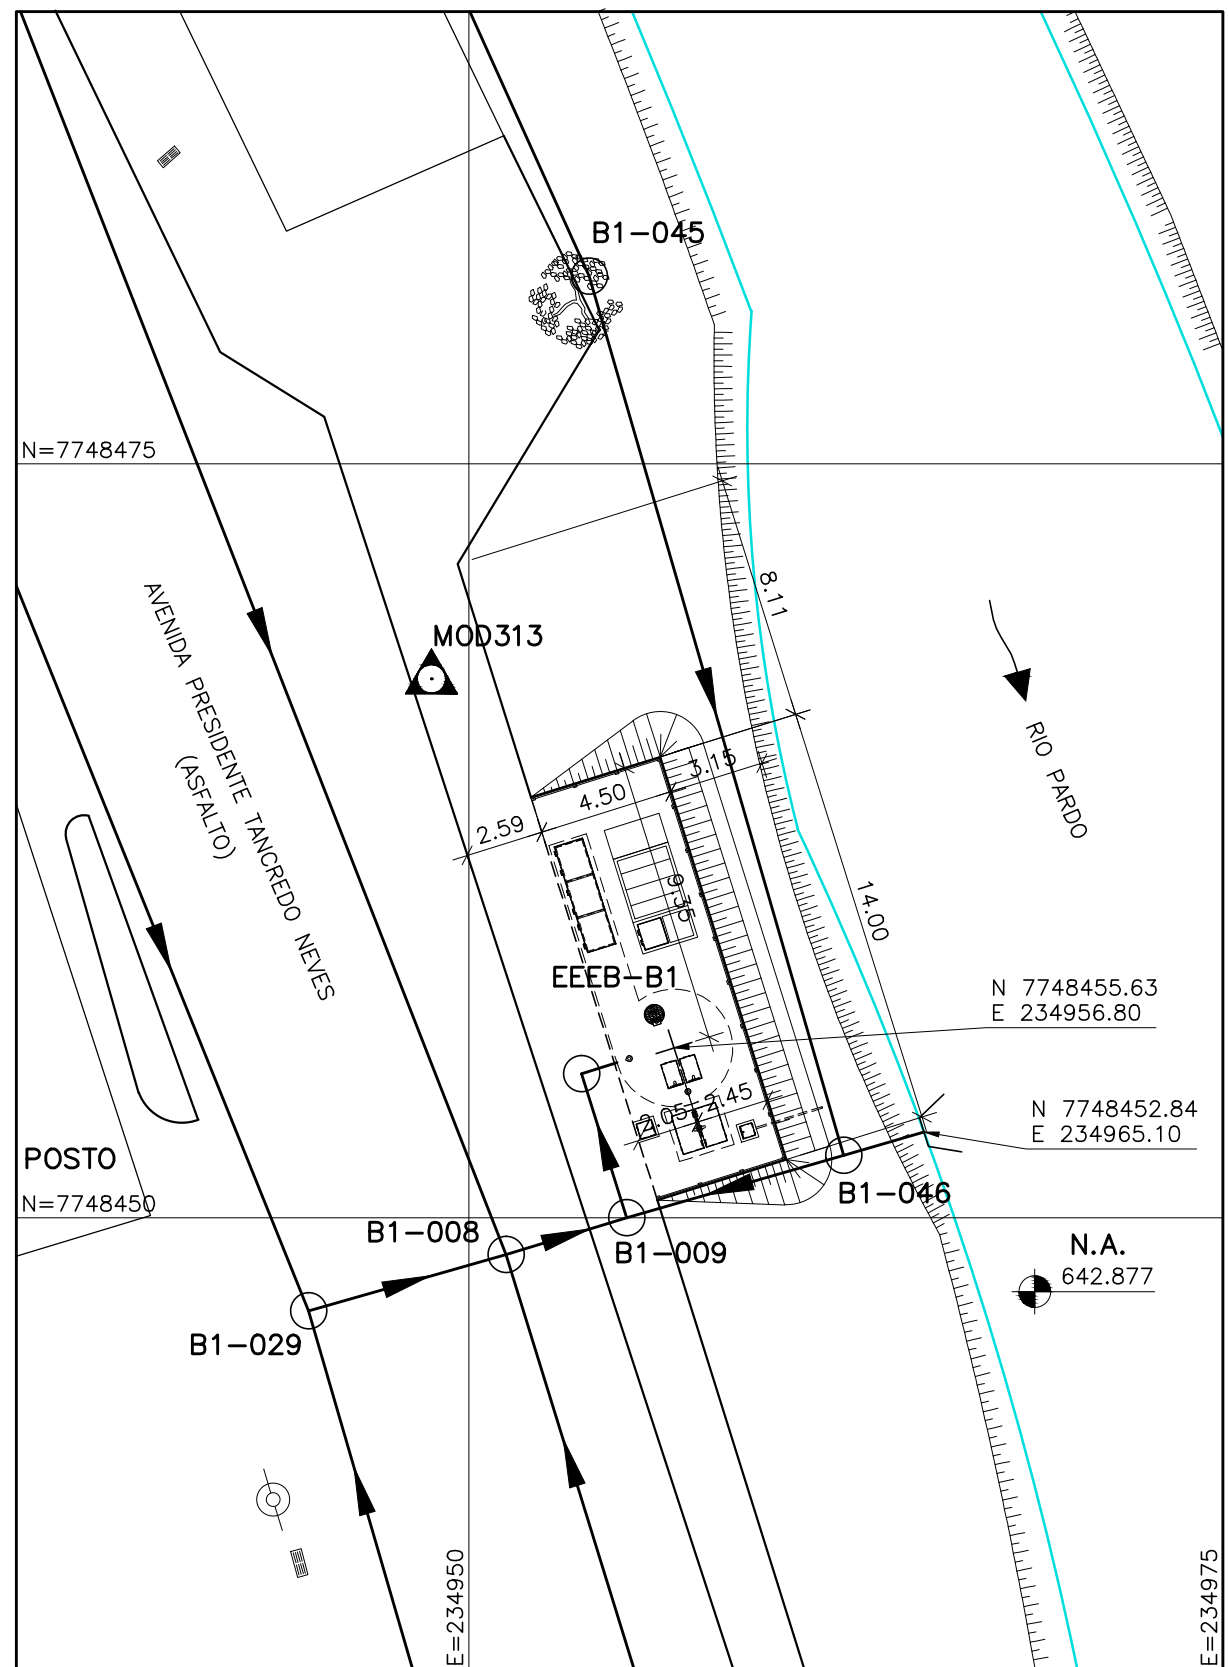 B1-045
N=7748475
8.11
AVENIDA PRESIDENTE TANCREDO NEVES
(ASFALTO)
MOD313
RIO PARDO
3.15
4.50
2.59
9.35
14.00
EEEB-B1
N 7748455.63
E 234956.80
2.05
2.45
N 7748452.84
E 234965.10
POSTO
N=7748450
B1-046
B1-008
B1-009
N.A.
642.877
B1-029
E=234950
E=234975